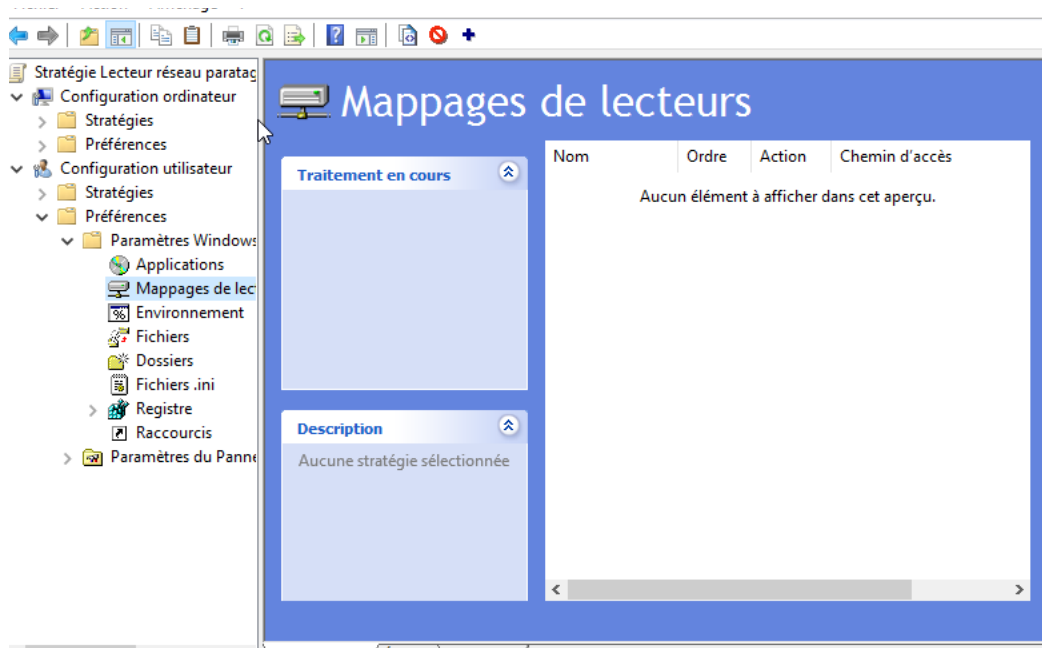 Stratégie Lecteur réseau paratag
Configuration ordinateur
Stratégies
Préférences
Configuration utilisateur
Stratégies
Préférences
Paramètres Windows
Applications
Mappages de lec
Environnement
Fichiers
Dossiers
Fichiers .ini
Registre
Raccourcis
Paramètres du Panne
Mappages de lecteurs
Traitement en cours
Description
Aucune stratégie sélectionnée
Nom Ordre Action Chemin d'accès
Aucun élément à afficher dans cet aperçu.